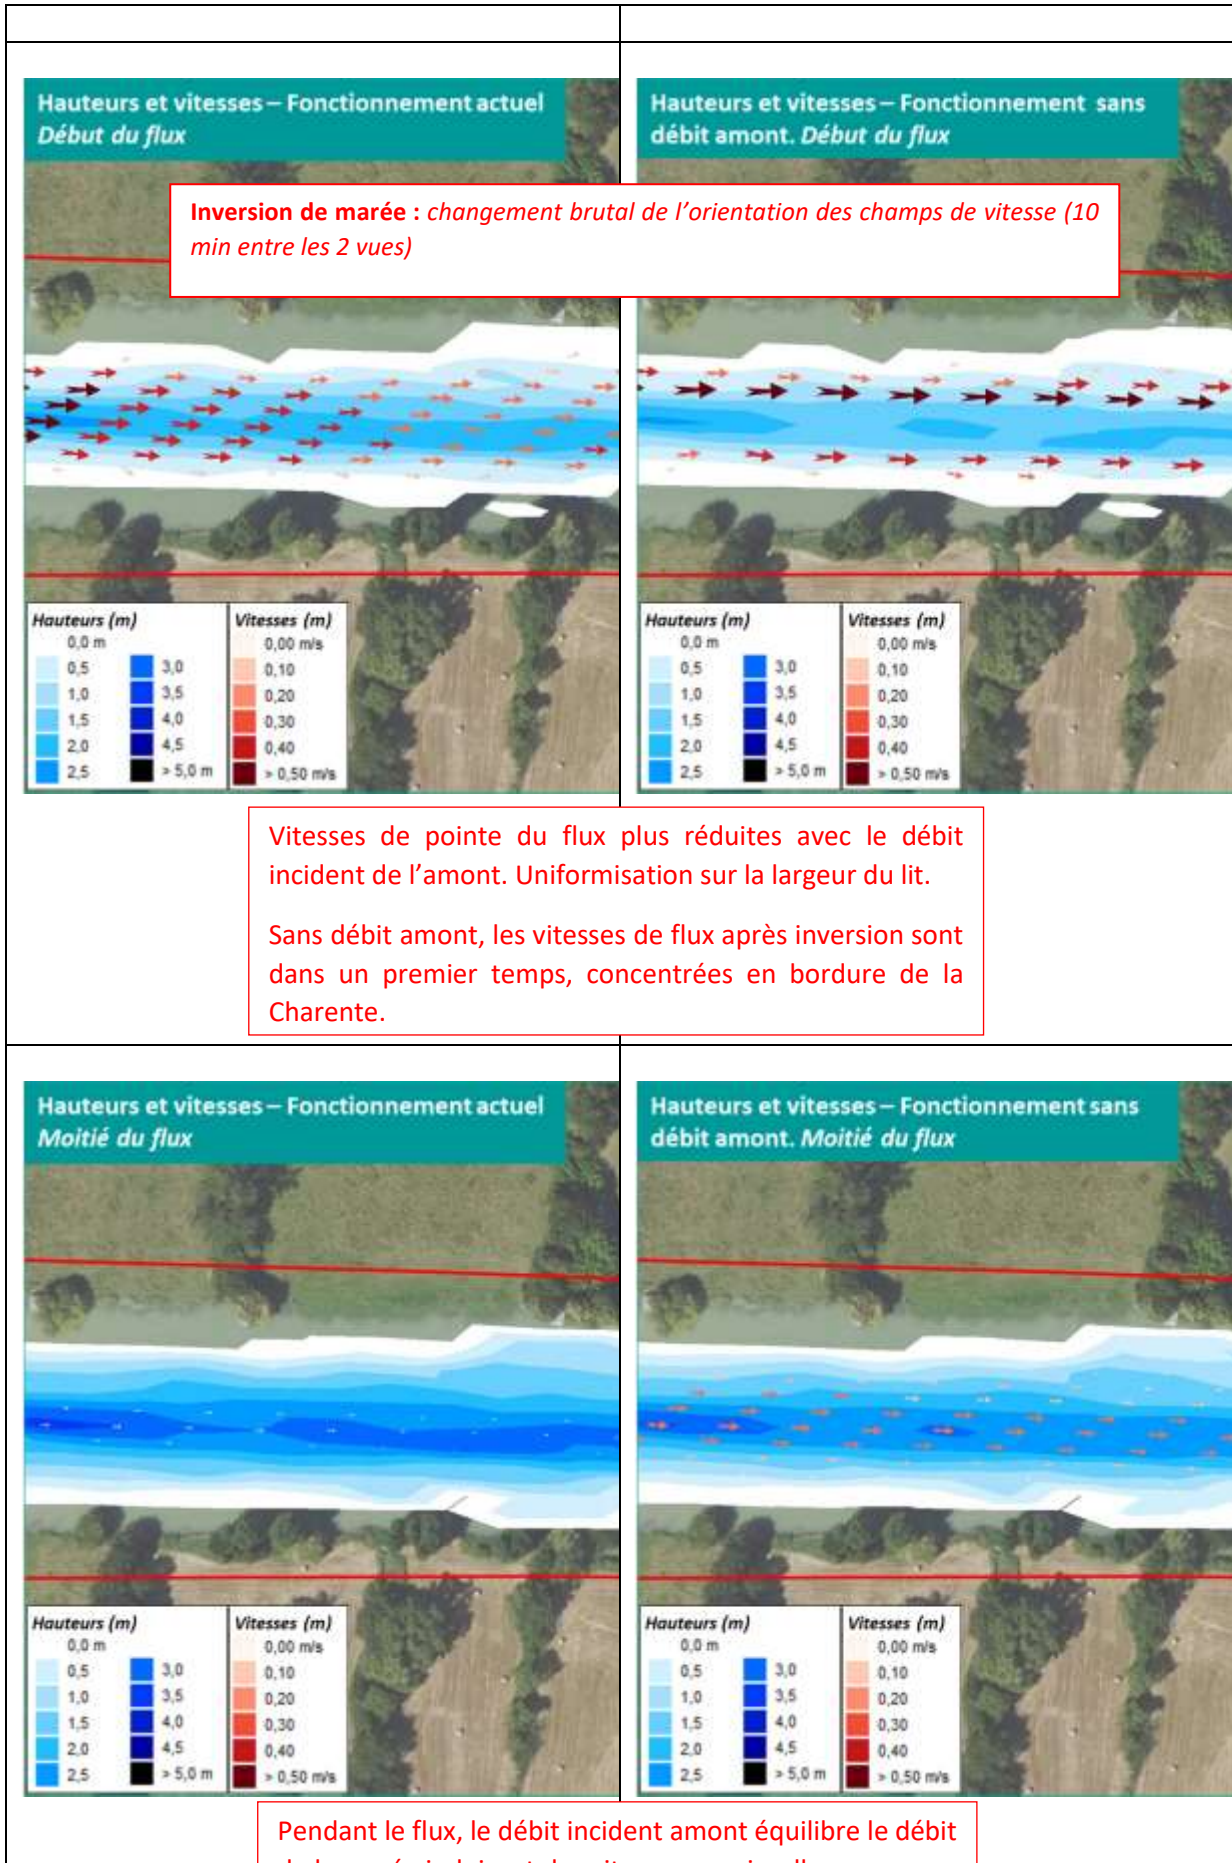 Hauteurs et vitesses – Fonctionnement actuel
Début du flux
Hauteurs et vitesses – Fonctionnement sans
débit amont. Début du flux
Inversion de marée : changement brutal de l’orientation des champs de vitesse (10
min entre les 2 vues)
Hauteurs (m)
0,0 m
0,5
1,0
1,5
2,0
2,5
3,0
3,5
4,0
4,5
> 5,0 m
Vitesses (m)
0,00 m/s
0,10
0,20
0,30
0,40
> 0,50 m/s
Hauteurs (m)
0,0 m
0,5
1,0
1,5
2,0
2,5
3,0
3,5
4,0
4,5
> 5,0 m
Vitesses (m)
0,00 m/s
0,10
0,20
0,30
0,40
> 0,50 m/s
Vitesses de pointe du flux plus réduites avec le débit
incident de l’amont. Uniformisation sur la largeur du lit.
Sans débit amont, les vitesses de flux après inversion sont
dans un premier temps, concentrées en bordure de la
Charente.
Hauteurs et vitesses – Fonctionnement actuel
Moitié du flux
Hauteurs et vitesses – Fonctionnement sans
débit amont. Moitié du flux
Hauteurs (m)
0,0 m
0,5
1,0
1,5
2,0
2,5
3,0
3,5
4,0
4,5
> 5,0 m
Vitesses (m)
0,00 m/s
0,10
0,20
0,30
0,40
> 0,50 m/s
Hauteurs (m)
0,0 m
0,5
1,0
1,5
2,0
2,5
3,0
3,5
4,0
4,5
> 5,0 m
Vitesses (m)
0,00 m/s
0,10
0,20
0,30
0,40
> 0,50 m/s
Pendant le flux, le débit incident amont équilibre le débit